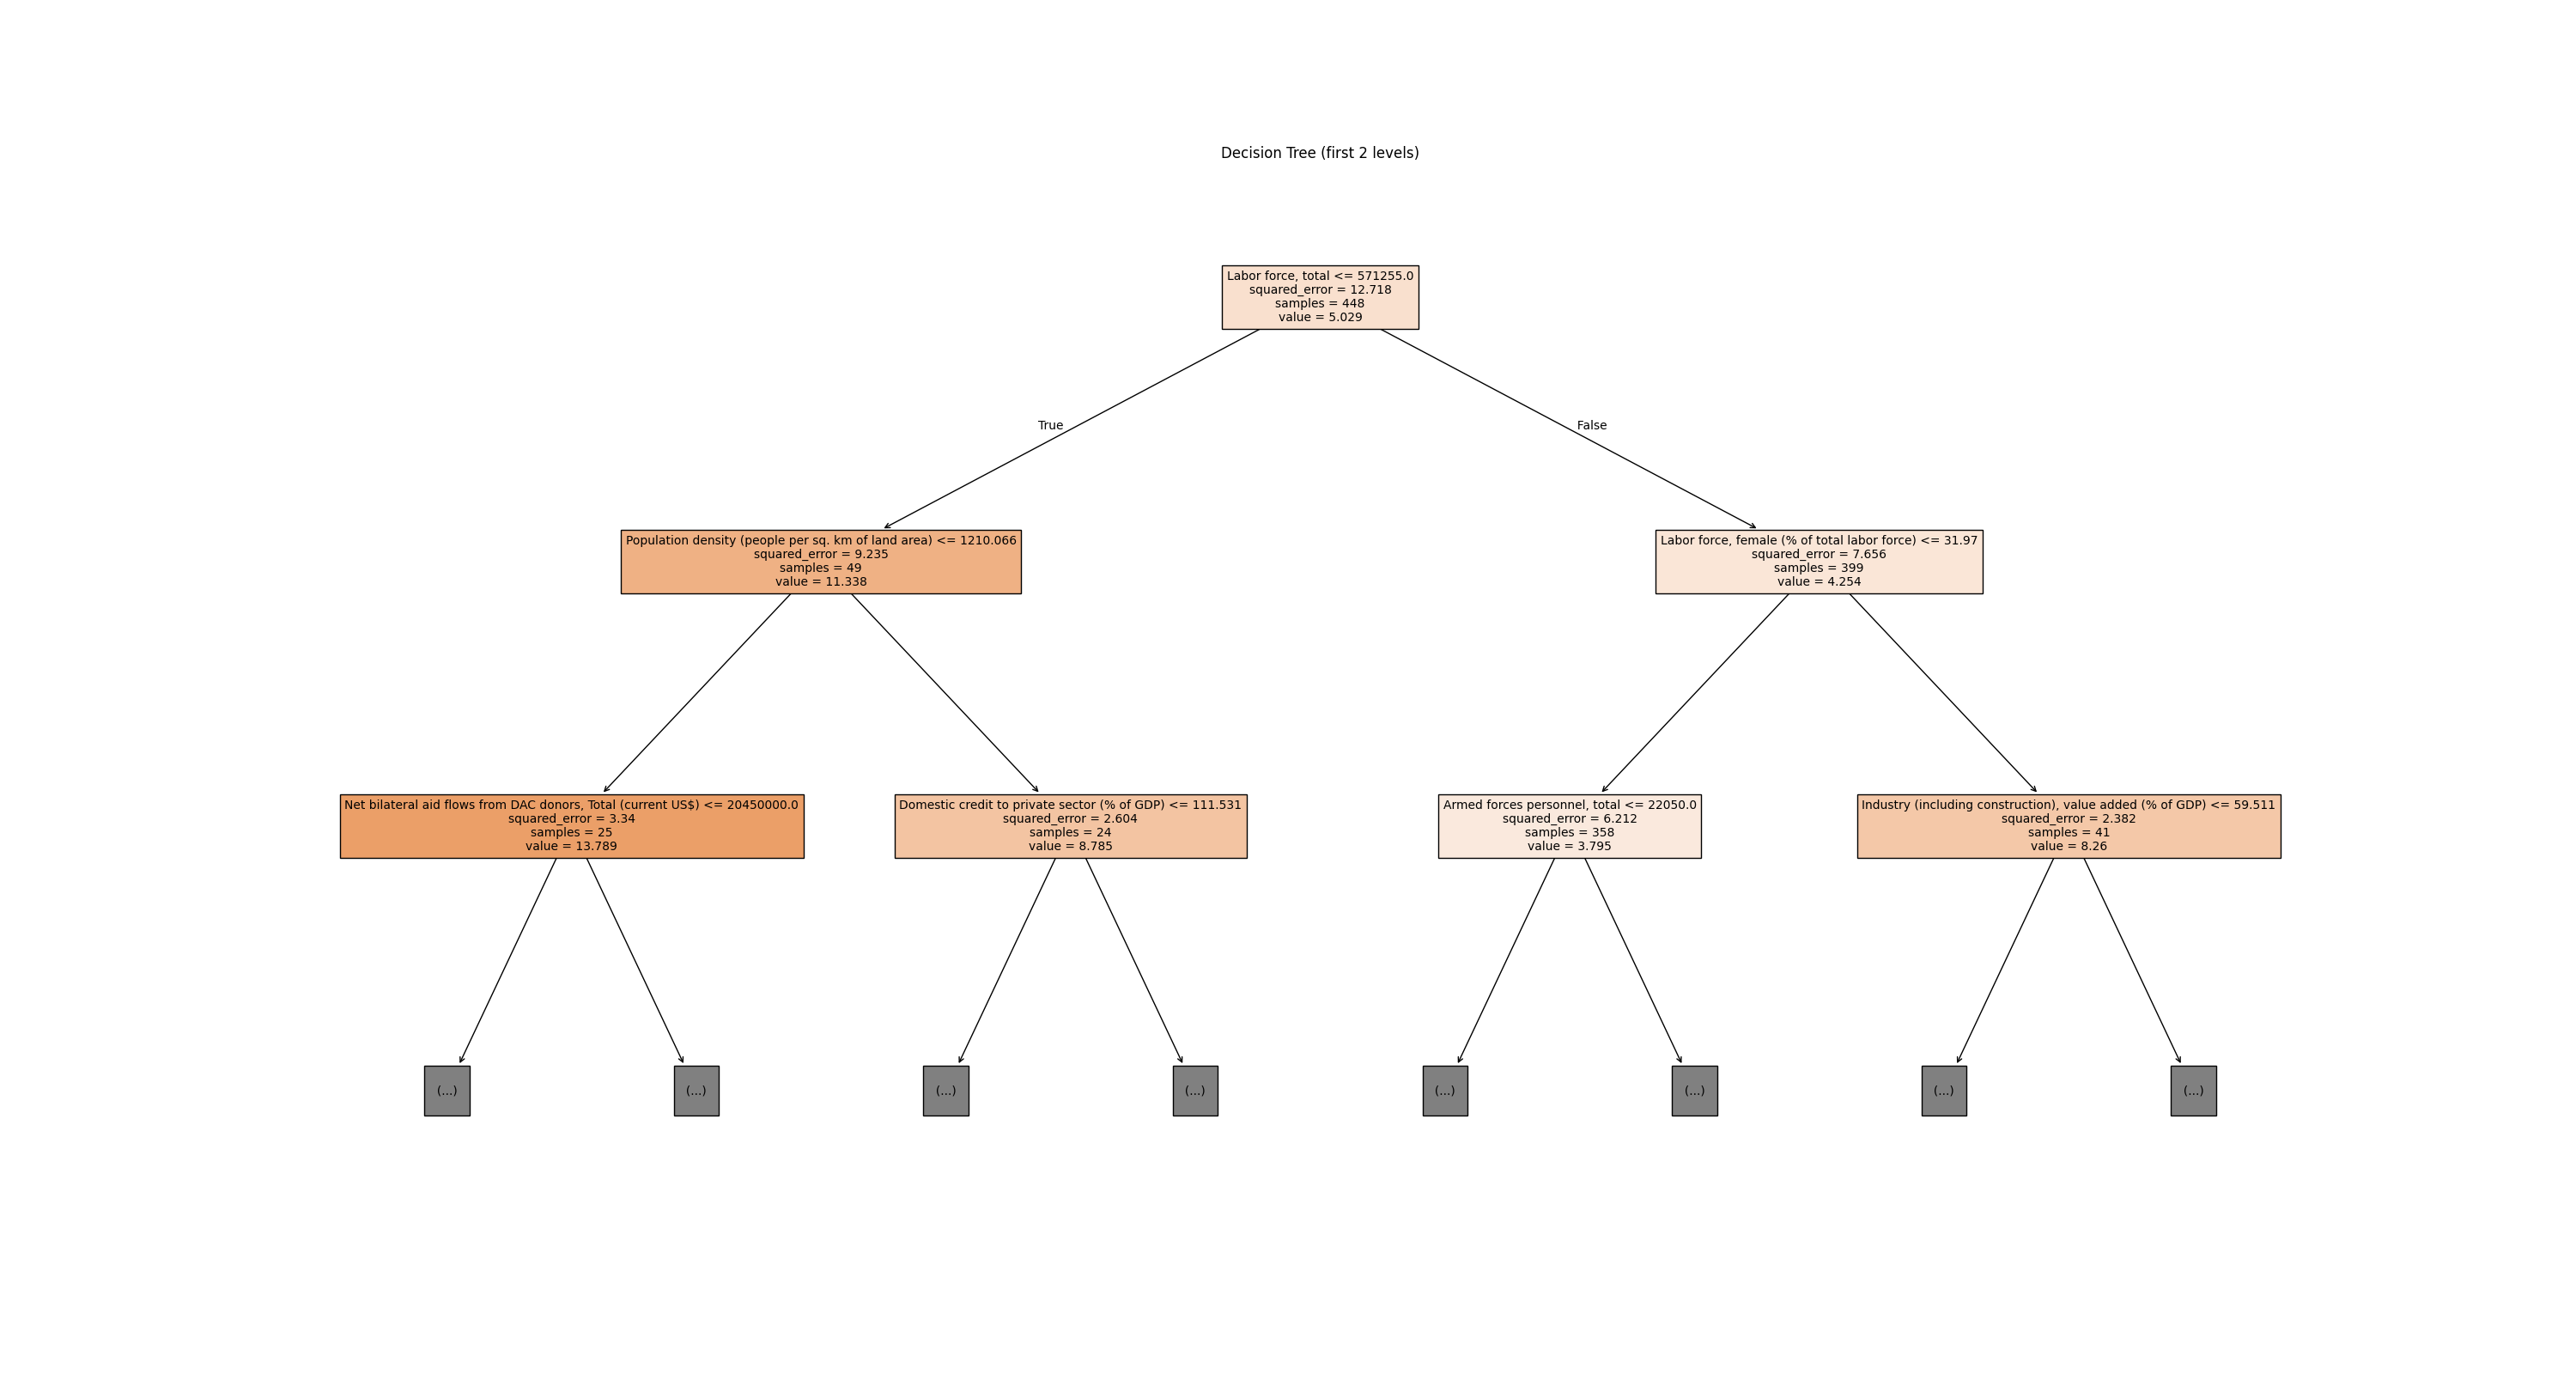 Decision Tree (first 2 levels)
Labor force, total <= 571255.0
squared_error = 12.718
samples = 448
value = 5.029
True
False
Population density (people per sq. km of land area) <= 1210.066
squared_error = 9.235
samples = 49
value = 11.338
Labor force, female (% of total labor force) <= 31.97
squared_error = 7.656
samples = 399
value = 4.254
Net bilateral aid flows from DAC donors, Total (current US$) <= 20450000.0
squared_error = 3.34
samples = 25
value = 13.789
Domestic credit to private sector (% of GDP) <= 111.531
squared_error = 2.604
samples = 24
value = 8.785
Armed forces personnel, total <= 22050.0
squared_error = 6.212
samples = 358
value = 3.795
Industry (including construction), value added (% of GDP) <= 59.511
squared_error = 2.382
samples = 41
value = 8.26
(...)
(...)
(...)
(...)
(...)
(...)
(...)
(...)